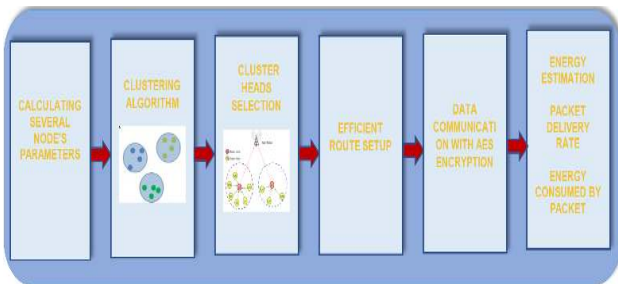 CALCULATING
SEVERAL
NODE'S
PARAMETERS
CLUSTERING
ALGORITHM
CLUSTER
HEADS
SELECTION
EFFICIENT
ROUTE SETUP
DATA
COMMUNICATI
ON WITH AES
ENCRYPTION
ENERGY
ESTIMATION
PACKET
DELIVERY
RATE
ENERGY
CONSUMED BY
PACKET